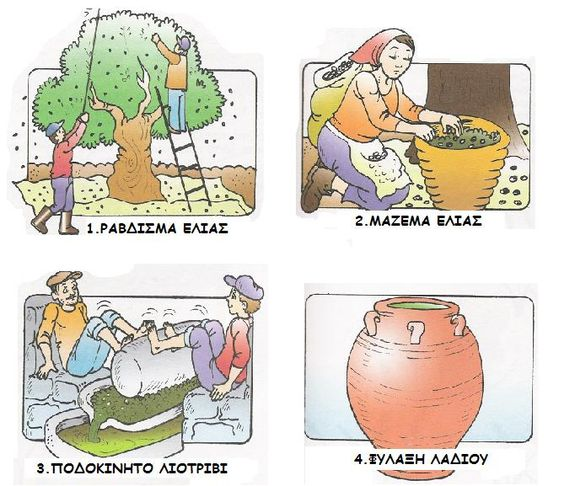 1.ΡΑΒΔΙΣΜΑ ΕΛΙΑΣ
2.ΜΑΖΕΜΑ ΕΛΙΑΣ
3.ΠΟΔΟΚΙΝΗΤΟ ΛΙΟΤΡΙΒΙ
4.ΦΥΛΑΞΗ ΛΑΔΙΟΥ